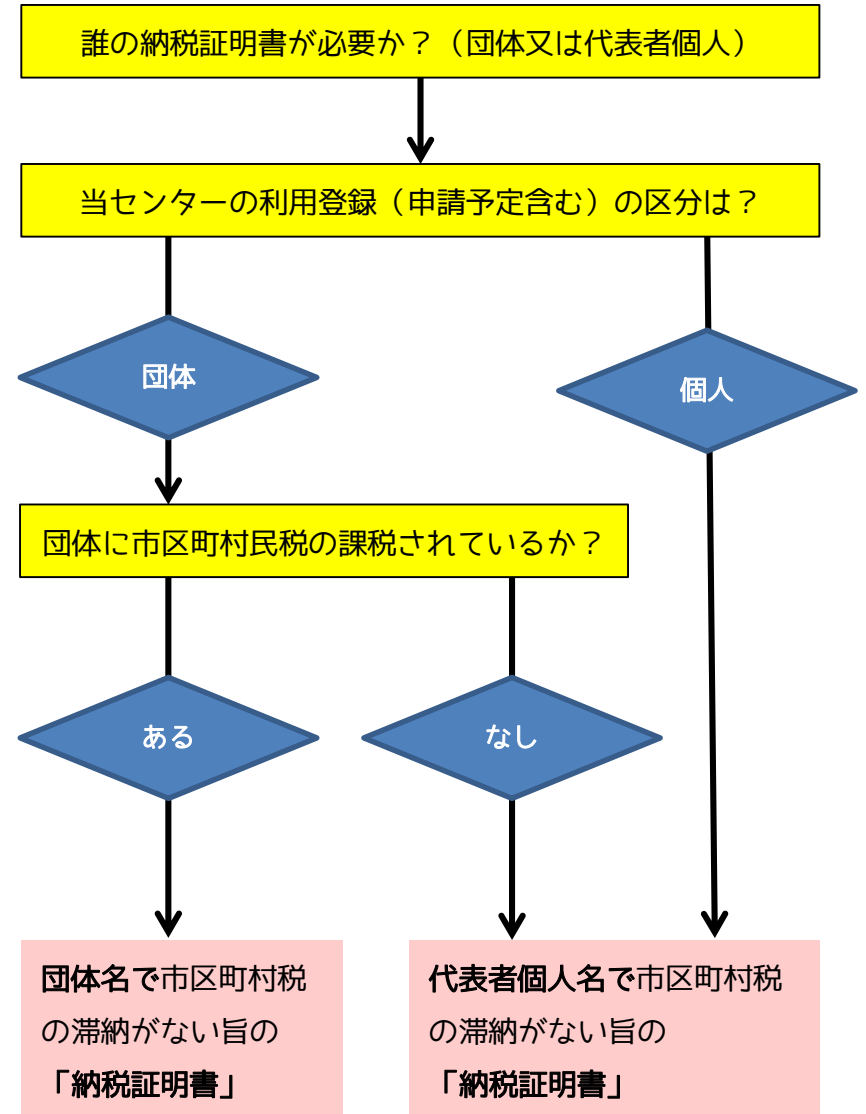 誰の納税証明書が必要か？（団体又は代表者個人）
当センターの利用登録（申請予定含む）の区分は？
団体
個人
団体に市区町村民税の課税されているか？
ある
なし
団体名で市区町村税
の滞納がない旨の
「納税証明書」
代表者個人名で市区町村税
の滞納がない旨の
「納税証明書」